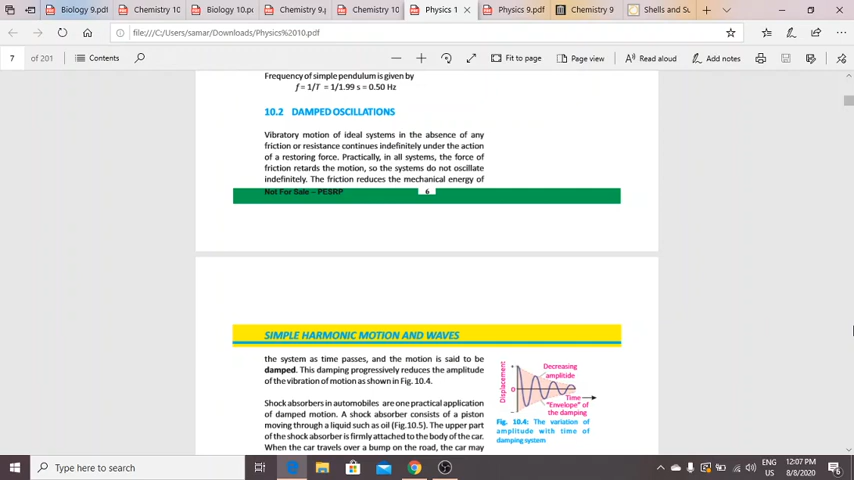 Biology 9.pdf
Chemistry 10
Biology 10.p
Chemistry 9.
Chemistry 10
Physics 1
Physics 9.pdf
Chemistry 9
Shells and Su
file:///C:/Users/samar/Downloads/Physics%2010.pdf
7 of 201
Contents
Fit to page
Page view
Read aloud
Add notes
Frequency of simple pendulum is given by
f = 1/T = 1/1.99 s = 0.50 Hz
10.2 DAMPED OSCILLATIONS
Vibratory motion of ideal systems in the absence of any
friction or resistance continues indefinitely under the action
of a restoring force. Practically, in all systems, the force of
friction retards the motion, so the systems do not oscillate
indefinitely. The friction reduces the mechanical energy of
Not For Sale – PESRP
6
SIMPLE HARMONIC MOTION AND WAVES
the system as time passes, and the motion is said to be
damped. This damping progressively reduces the amplitude
of the vibration of motion as shown in Fig. 10.4.
Shock absorbers in automobiles are one practical application
of damped motion. A shock absorber consists of a piston
moving through a liquid such as oil (Fig.10.5). The upper part
of the shock absorber is firmly attached to the body of the car.
When the car travels over a bump on the road, the car may
Displacement
+
0
-
Decreasing
amplitide
Time
"Envelope" of
the damping
Fig. 10.4: The variation of
amplitude with time of
damping system
Type here to search
ENG
US
12:07 PM
8/8/2020
6